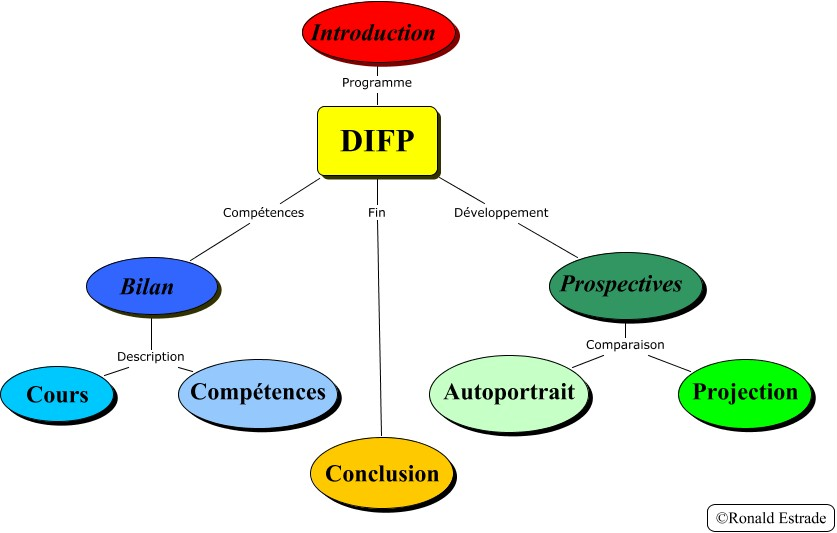 Introduction
Programme
DIFP
Compétences
Fin
Développement
Bilan
Prospectives
Description
Comparaison
Cours
Compétences
Autoportrait
Projection
Conclusion
©Ronald Estrade